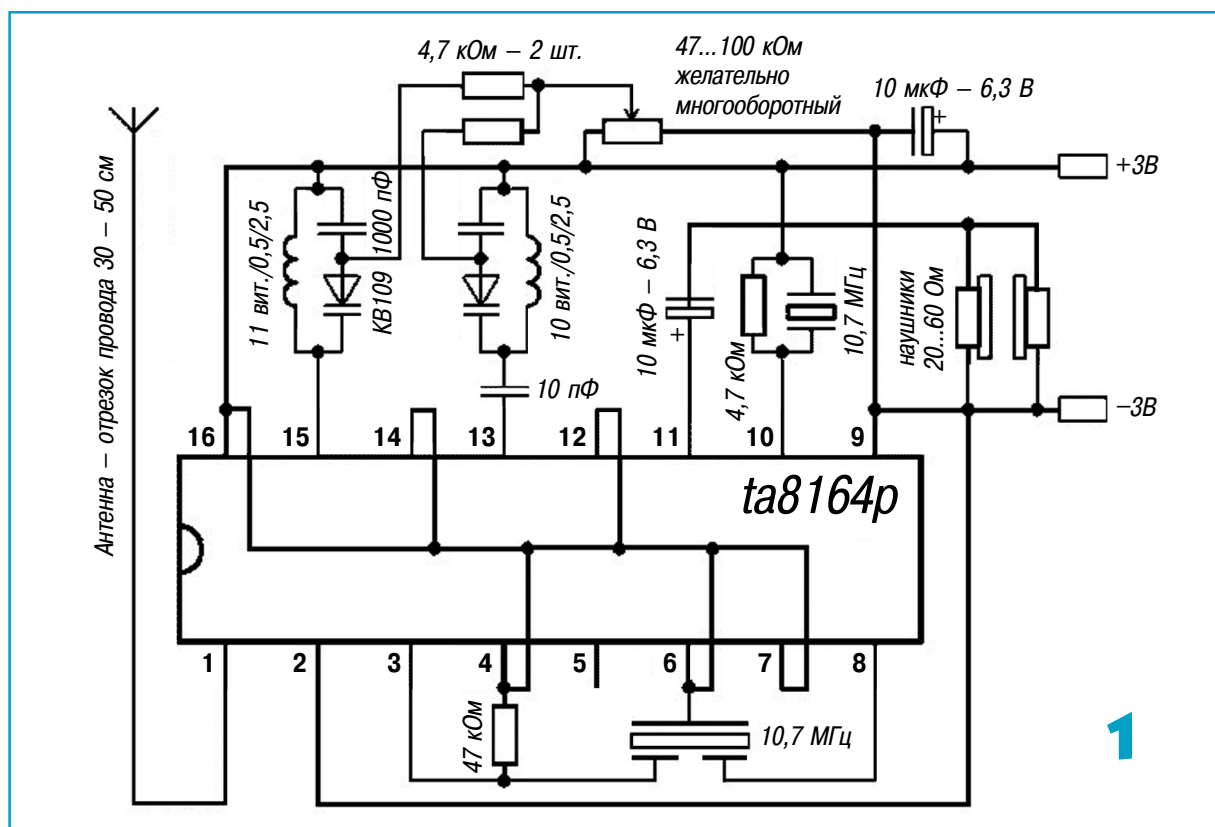 4,7 кОм – 2 шт.
47...100 кОм
желательно
многооборотный
10 мкФ – 6,3 В
+
+3В
Антенна – отрезок провода 30 – 50 см
11 вит./0,5/2,5
1000 пФ
КВ109
10 вит./0,5/2,5
10 мкФ – 6,3 В
+
4,7 кОм
10,7 МГц
наушники
20...60 Ом
10 пФ
–3В
16
15
14
13
12
11
10
9
ta8164p
1
2
3
4
5
6
7
8
47 кОм
10,7 МГц
1